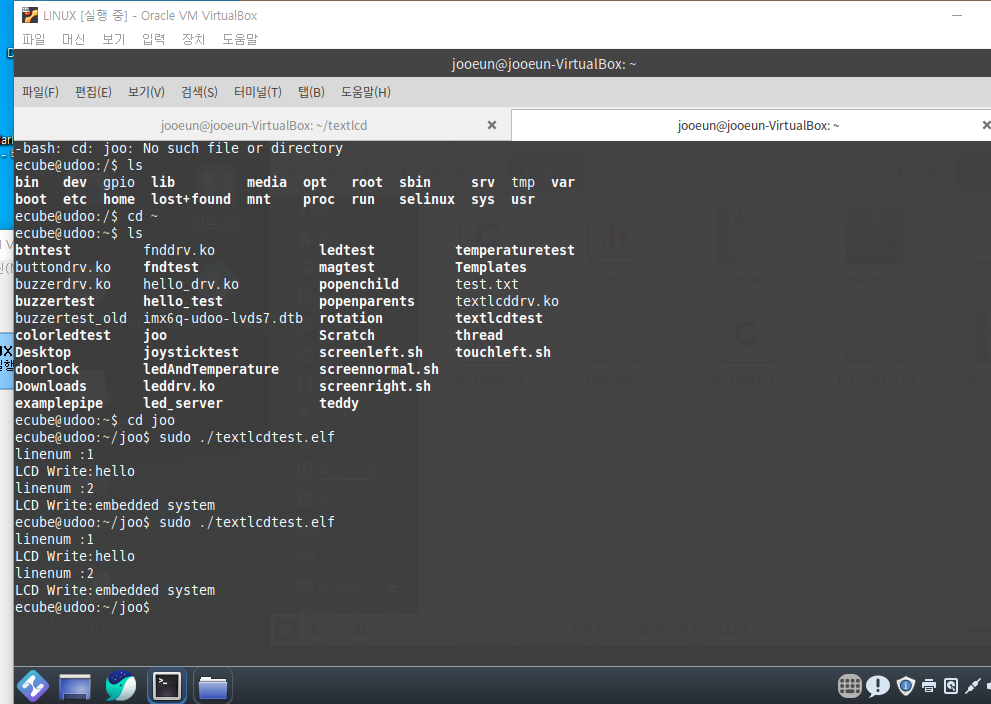 LINUX [실행 중] - Oracle VM VirtualBox
파일 머신 보기 입력 장치 도움말
jooeun@jooeun-VirtualBox: ~
파일(F) 편집(E) 보기(V) 검색(S) 터미널(T) 탭(B) 도움말(H)
jooeun@jooeun-VirtualBox: ~/textlcd jooeun@jooeun-VirtualBox: ~
-bash: cd: joo: No such file or directory
ecube@udoo:/$ ls
bin dev gpio lib media opt root sbin srv tmp var
boot etc home lost+found mnt proc run selinux sys usr
ecube@udoo:/$ cd ~
ecube@udoo:~$ ls
btntest fnddrv.ko ledtest temperaturetest
buttondrv.ko fndtest magtest Templates
buzzerdrv.ko hello_drv.ko popenchild test.txt
buzzertest hello_test popenparents textlcddrv.ko
buzzertest_old imx6q-udoo-lvds7.dtb rotation textlcdtest
colorledtest joo Scratch thread
Desktop joysticktest screenleft.sh touchleft.sh
doorlock ledAndTemperature screennormal.sh
Downloads leddrv.ko screenright.sh
examplepipe led_server teddy
ecube@udoo:~$ cd joo
ecube@udoo:~/joo$ sudo ./textlcdtest.elf
linenum :1
LCD Write:hello
linenum :2
LCD Write:embedded system
ecube@udoo:~/joo$ sudo ./textlcdtest.elf
linenum :1
LCD Write:hello
linenum :2
LCD Write:embedded system
ecube@udoo:~/joo$